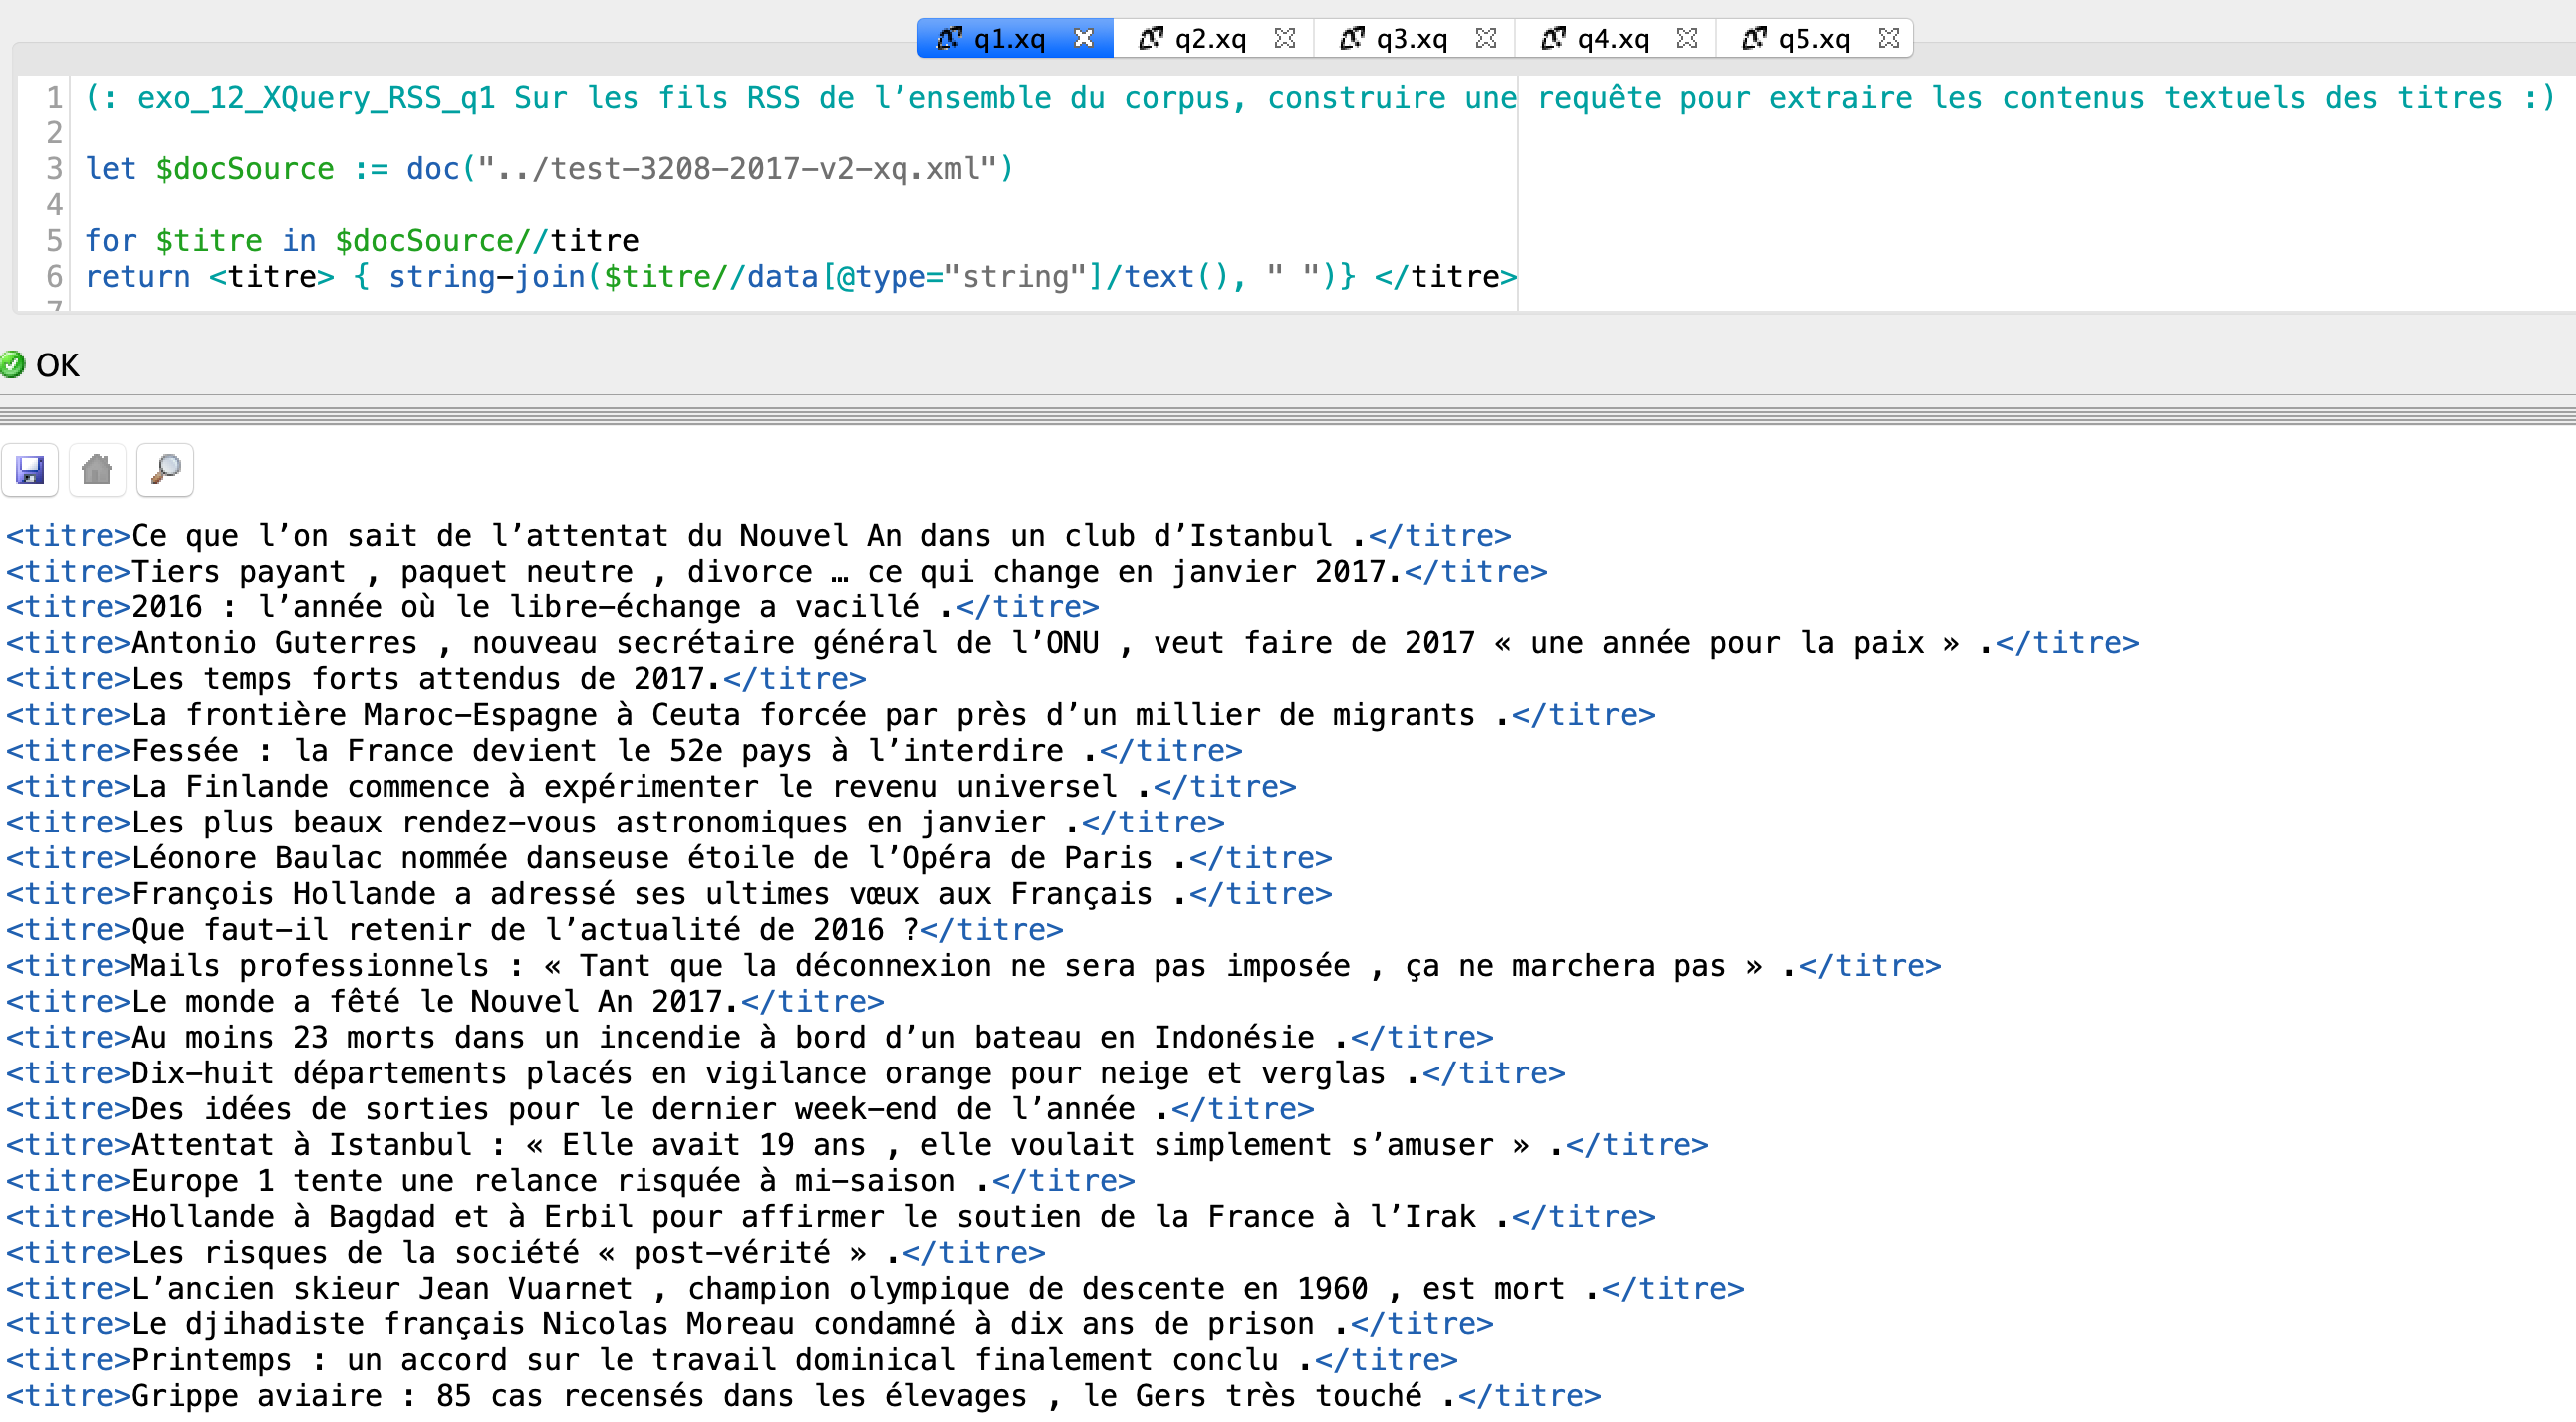 q1.xq q2.xq q3.xq q4.xq q5.xq
1 (: exo_12_XQuery_RSS_q1 Sur les fils RSS de l’ensemble du corpus, construire une requête pour extraire les contenus textuels des titres :)
2
3 let $docSource := doc("../test-3208-2017-v2-xq.xml")
4
5 for $titre in $docSource//titre
6 return <titre> { string-join($titre//data[@type="string"]/text(), " ")} </titre>
7
OK
<titre>Ce que l’on sait de l’attentat du Nouvel An dans un club d’Istanbul .</titre>
<titre>Tiers payant , paquet neutre , divorce … ce qui change en janvier 2017.</titre>
<titre>2016 : l’année où le libre-échange a vacillé .</titre>
<titre>Antonio Guterres , nouveau secrétaire général de l’ONU , veut faire de 2017 « une année pour la paix » .</titre>
<titre>Les temps forts attendus de 2017.</titre>
<titre>La frontière Maroc-Espagne à Ceuta forcée par près d’un millier de migrants .</titre>
<titre>Fessée : la France devient le 52e pays à l’interdire .</titre>
<titre>La Finlande commence à expérimenter le revenu universel .</titre>
<titre>Les plus beaux rendez-vous astronomiques en janvier .</titre>
<titre>Léonore Baulac nommée danseuse étoile de l’Opéra de Paris .</titre>
<titre>François Hollande a adressé ses ultimes vœux aux Français .</titre>
<titre>Que faut-il retenir de l’actualité de 2016 ?</titre>
<titre>Mails professionnels : « Tant que la déconnexion ne sera pas imposée , ça ne marchera pas » .</titre>
<titre>Le monde a fêté le Nouvel An 2017.</titre>
<titre>Au moins 23 morts dans un incendie à bord d’un bateau en Indonésie .</titre>
<titre>Dix-huit départements placés en vigilance orange pour neige et verglas .</titre>
<titre>Des idées de sorties pour le dernier week-end de l’année .</titre>
<titre>Attentat à Istanbul : « Elle avait 19 ans , elle voulait simplement s’amuser » .</titre>
<titre>Europe 1 tente une relance risquée à mi-saison .</titre>
<titre>Hollande à Bagdad et à Erbil pour affirmer le soutien de la France à l’Irak .</titre>
<titre>Les risques de la société « post-vérité » .</titre>
<titre>L’ancien skieur Jean Vuarnet , champion olympique de descente en 1960 , est mort .</titre>
<titre>Le djihadiste français Nicolas Moreau condamné à dix ans de prison .</titre>
<titre>Printemps : un accord sur le travail dominical finalement conclu .</titre>
<titre>Grippe aviaire : 85 cas recensés dans les élevages , le Gers très touché .</titre>